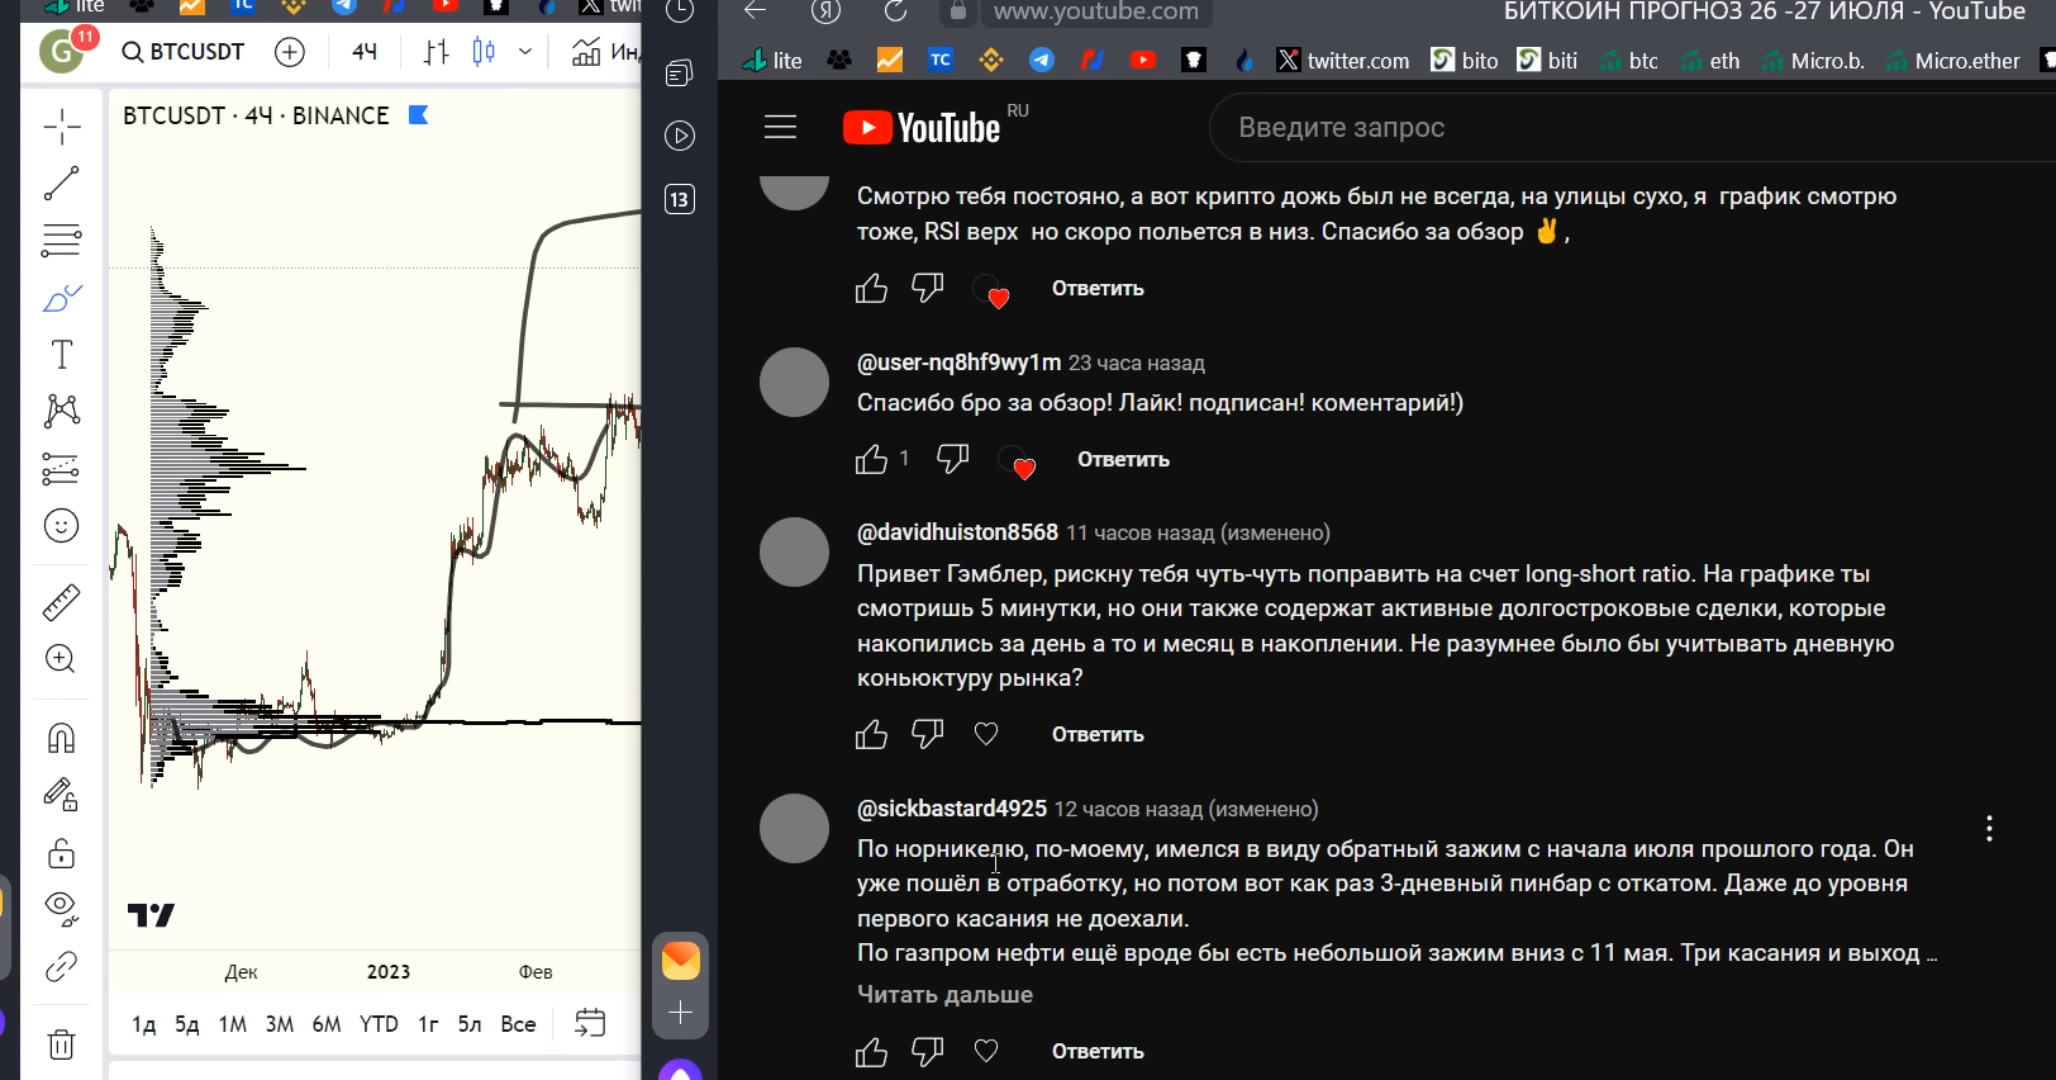 lite
TC
twit
G
11
BTCUSDT
4Ч
Ин
BTCUSDT · 4Ч · BINANCE
Дек
2023
Фев
1д
5д
1М
3М
6М
YTD
1г
5л
Все
13
Я
www.youtube.com
БИТКОИН ПРОГНОЗ 26 -27 ИЮЛЯ - YouTube
lite
TC
twitter.com
bito
biti
btc
eth
Micro.b.
Micro.ether
YouTube
RU
Введите запрос
Смотрю тебя постояно, а вот крипто дожь был не всегда, на улицы сухо, я график смотрю
тоже, RSI верх но скоро польется в низ. Спасибо за обзор ✌️ ,
Ответить
@user-nq8hf9wy1m 23 часа назад
Спасибо бро за обзор! Лайк! подписан! коментарий!)
1
Ответить
@davidhuiston8568 11 часов назад (изменено)
Привет Гэмблер, рискну тебя чуть-чуть поправить на счет long-short ratio. На графике ты
смотришь 5 минутки, но они также содержат активные долгостроковые сделки, которые
накопились за день а то и месяц в накоплении. Не разумнее было бы учитывать дневную
коньюктуру рынка?
Ответить
@sickbastard4925 12 часов назад (изменено)
По норникелю, по-моему, имелся в виду обратный зажим с начала июля прошлого года. Он
уже пошёл в отработку, но потом вот как раз 3-дневный пинбар с откатом. Даже до уровня
первого касания не доехали.
По газпром нефти ещё вроде бы есть небольшой зажим вниз с 11 мая. Три касания и выход ...
Читать дальше
Ответить